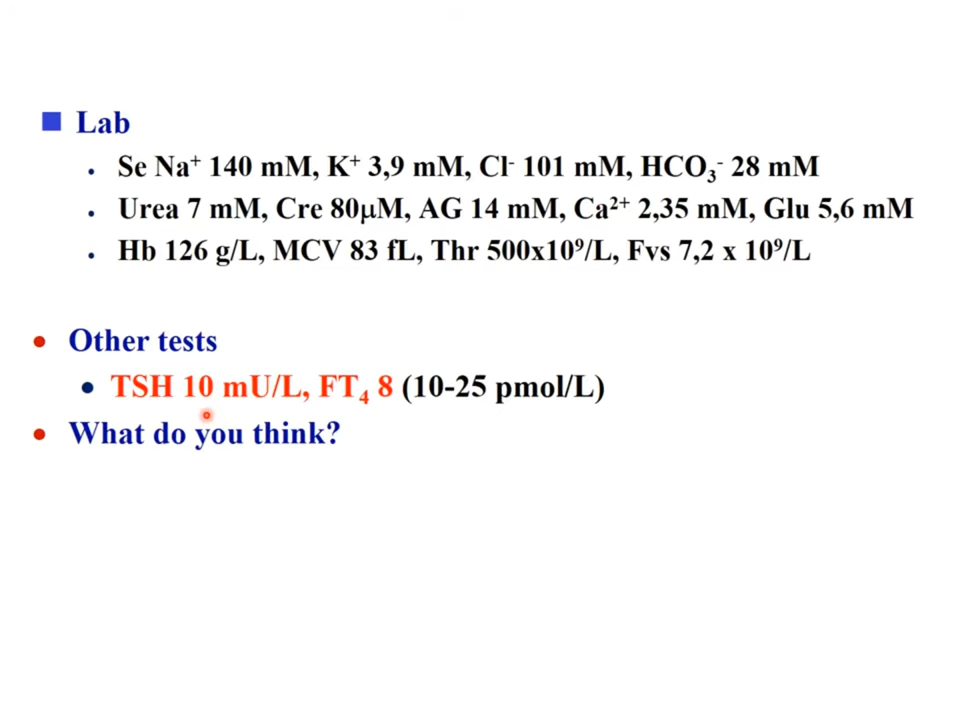 Lab
Se Na⁺ 140 mM, K⁺ 3,9 mM, Cl⁻ 101 mM, HCO₃⁻ 28 mM
Urea 7 mM, Cre 80μM, AG 14 mM, Ca²⁺ 2,35 mM, Glu 5,6 mM
Hb 126 g/L, MCV 83 fL, Thr 500x10⁹/L, Fvs 7,2 x 10⁹/L
Other tests
TSH 10 mU/L, FT₄ 8 (10-25 pmol/L)
What do you think?